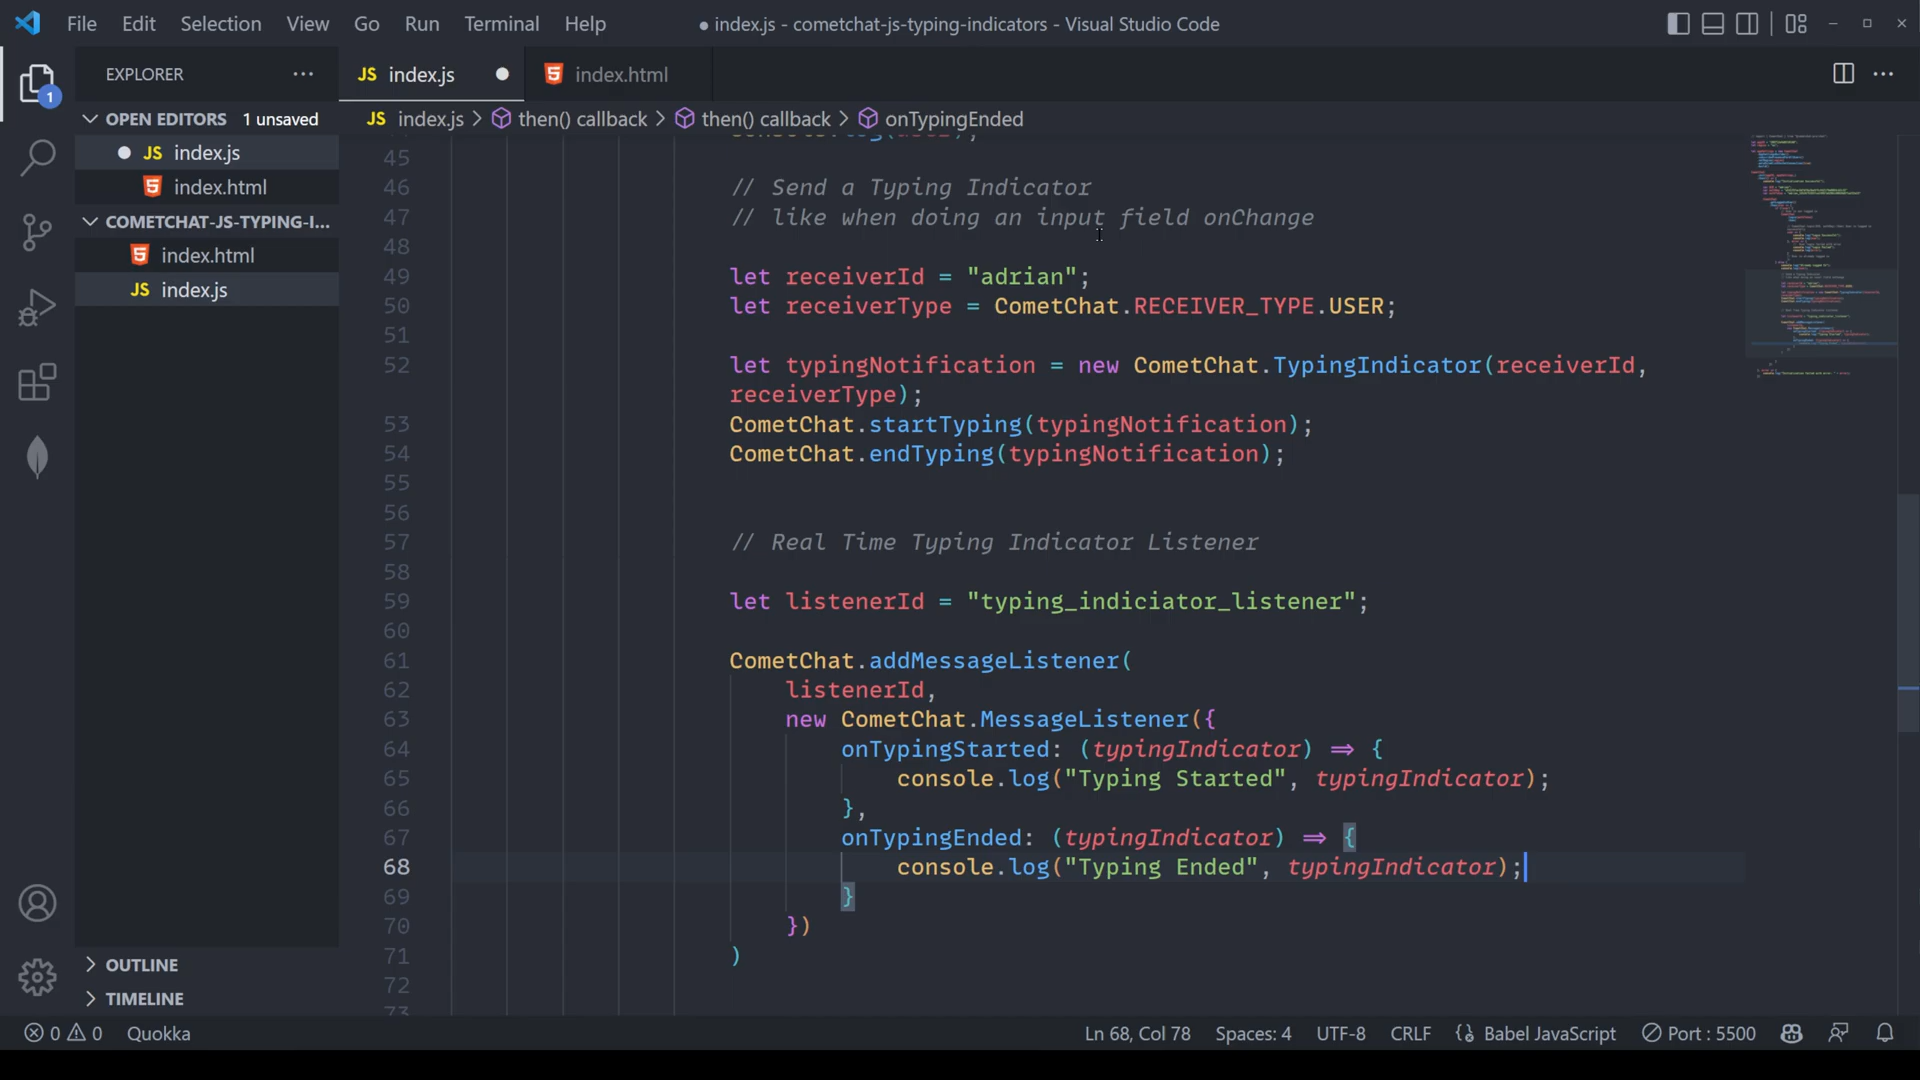 File Edit Selection View Go Run Terminal Help
● index.js - cometchat-js-typing-indicators - Visual Studio Code
EXPLORER
JS index.js
index.html
1
OPEN EDITORS 1 unsaved
JS index.js
index.html
COMETCHAT-JS-TYPING-I...
index.html
JS index.js
OUTLINE
TIMELINE
JS index.js > then() callback > then() callback > onTypingEnded
45
46 // Send a Typing Indicator
47 // like when doing an input field onChange
48
49 let receiverId = "adrian";
50 let receiverType = CometChat.RECEIVER_TYPE.USER;
51
52 let typingNotification = new CometChat.TypingIndicator(receiverId,
receiverType);
53 CometChat.startTyping(typingNotification);
54 CometChat.endTyping(typingNotification);
55
56
57 // Real Time Typing Indicator Listener
58
59 let listenerId = "typing_indiciator_listener";
60
61 CometChat.addMessageListener(
62 listenerId,
63 new CometChat.MessageListener({
64 onTypingStarted: (typingIndicator) => {
65 console.log("Typing Started", typingIndicator);
66 },
67 onTypingEnded: (typingIndicator) => {
68 console.log("Typing Ended", typingIndicator);
69 }
70 })
71 )
72
73
0 0 Quokka
Ln 68, Col 78 Spaces: 4 UTF-8 CRLF Babel JavaScript Port : 5500